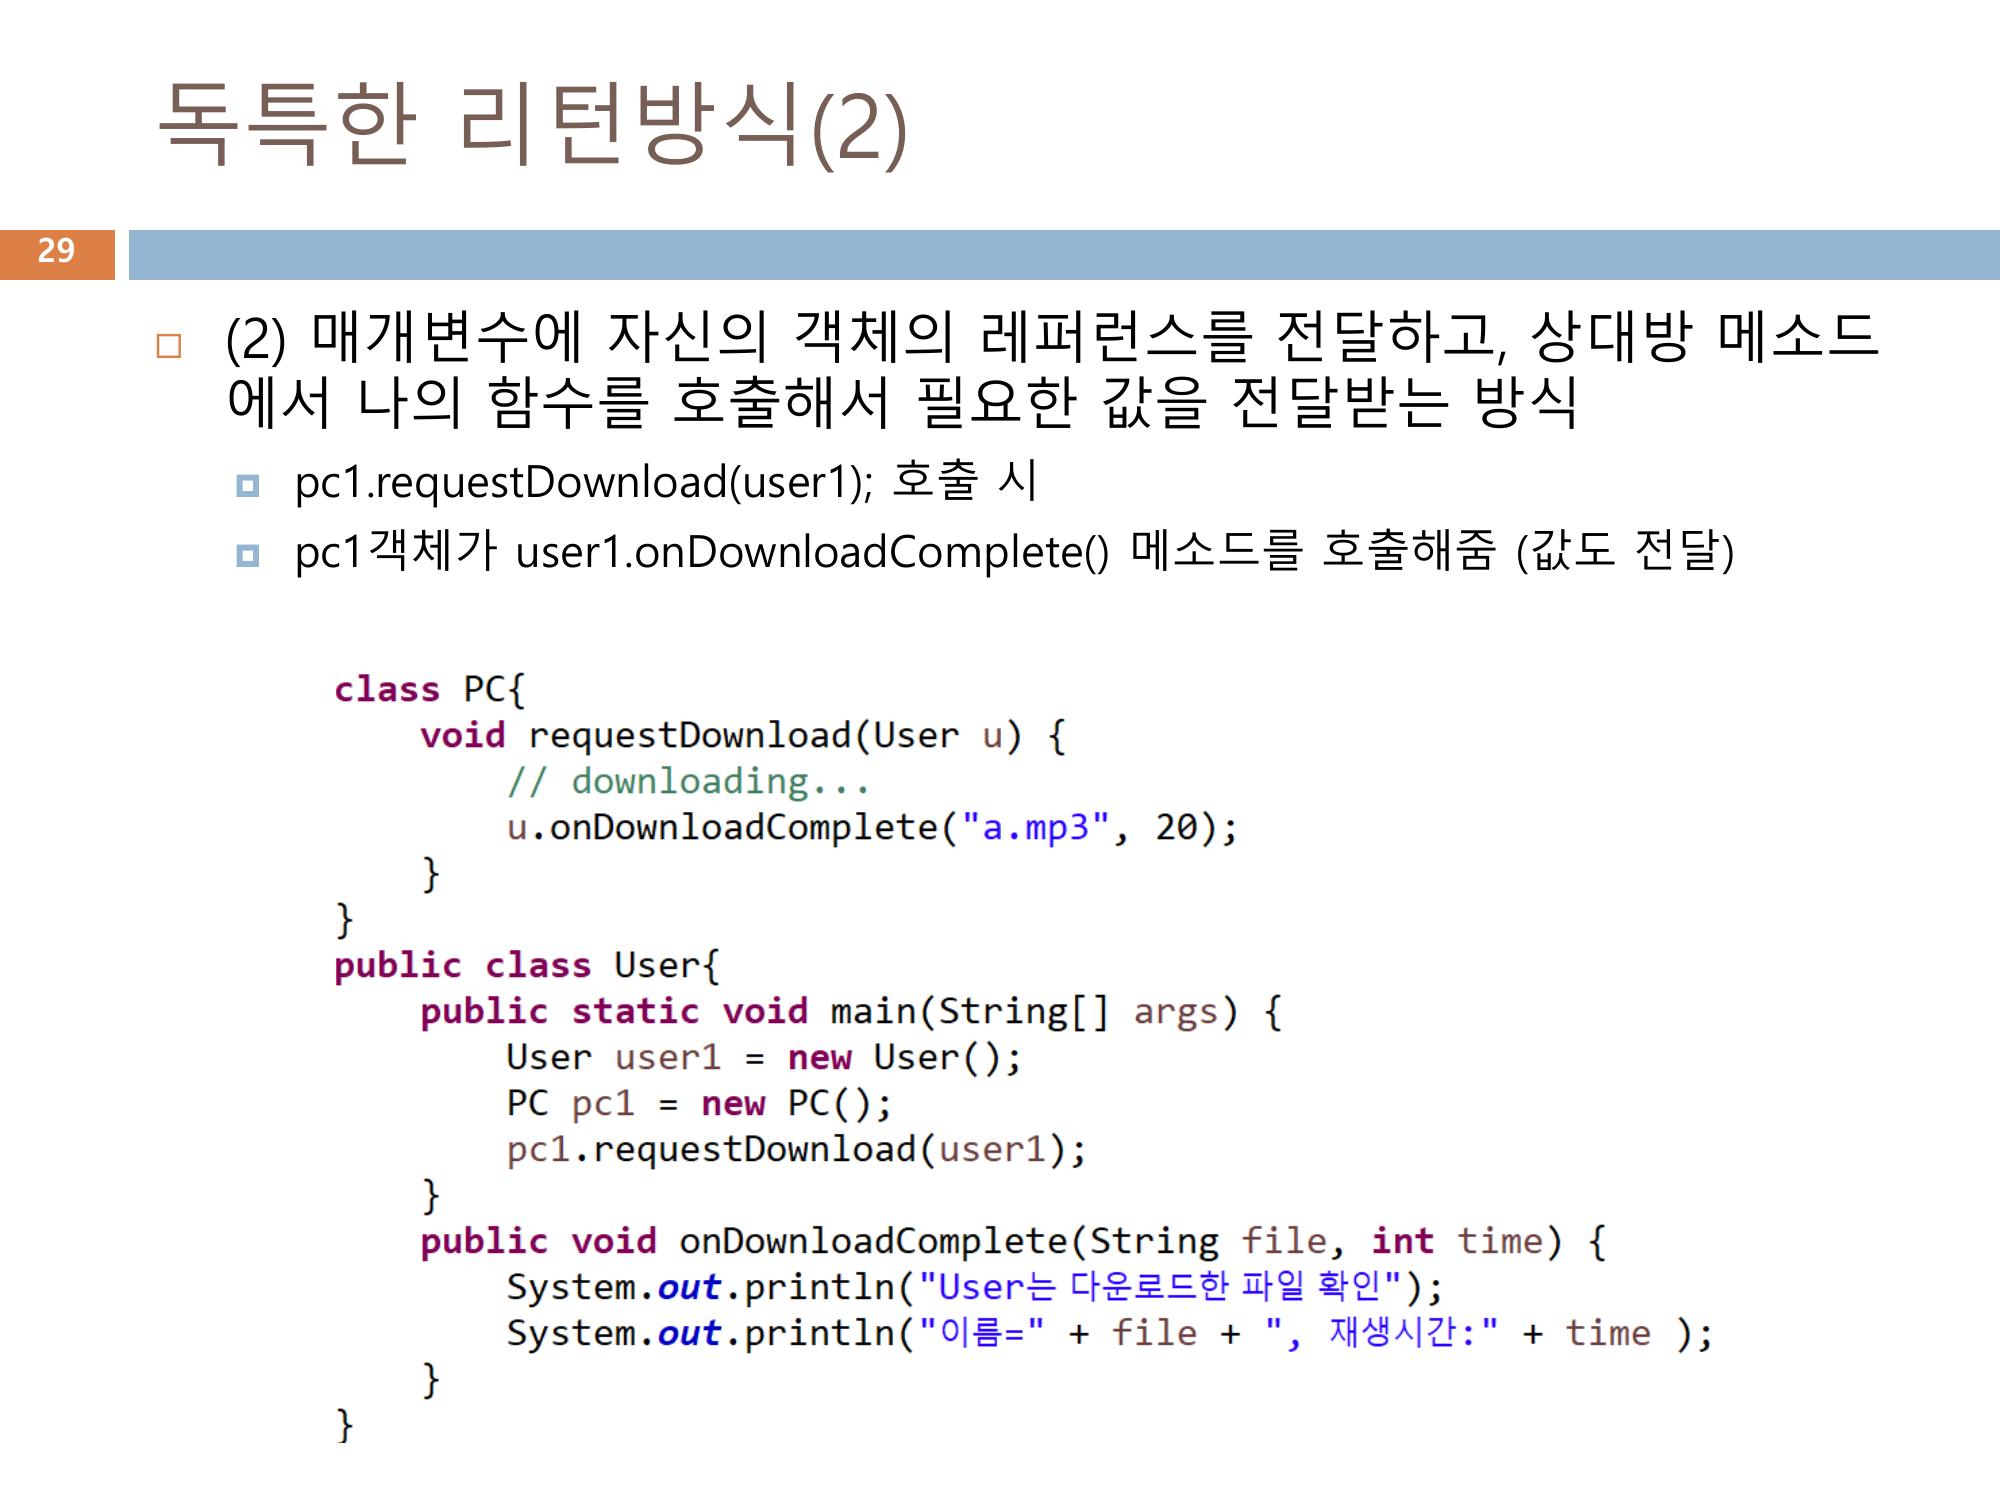 독특한 리턴방식(2)
29
(2) 매개변수에 자신의 객체의 레퍼런스를 전달하고, 상대방 메소드
에서 나의 함수를 호출해서 필요한 값을 전달받는 방식
pc1.requestDownload(user1); 호출 시
pc1객체가 user1.onDownloadComplete() 메소드를 호출해줌 (값도 전달)
class PC{
    void requestDownload(User u) {
        // downloading...
        u.onDownloadComplete("a.mp3", 20);
    }
}
public class User{
    public static void main(String[] args) {
        User user1 = new User();
        PC pc1 = new PC();
        pc1.requestDownload(user1);
    }
    public void onDownloadComplete(String file, int time) {
        System.out.println("User는 다운로드한 파일 확인");
        System.out.println("이름=" + file + ", 재생시간:" + time );
    }
}